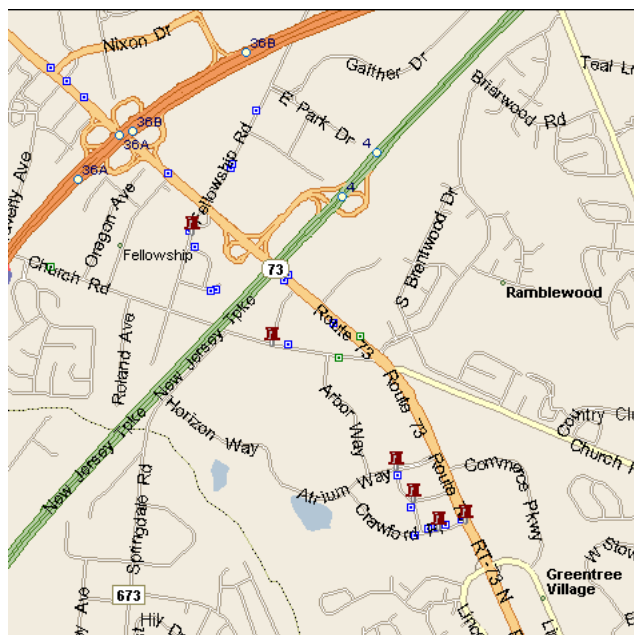 Nixon Dr
36B
Gaither Dr
Teal Ln
Briarwood Rd
E Park Dr
36B
36A
4
36A
Fellowship Rd
4
Oregon Ave
Fellowship
Church Rd
73
S Brentwood Dr
Ramblewood
Route 73
New Jersey Tpke
Roland Ave
Route 73
Arbor Way
Horizon Way
Country Clu
Church
New Jersey Tpke
Atrium Way
Commerce Pkwy
Crawford Pl
Springdale Rd
RT-73 N
W Stow
Greentree
Village
673